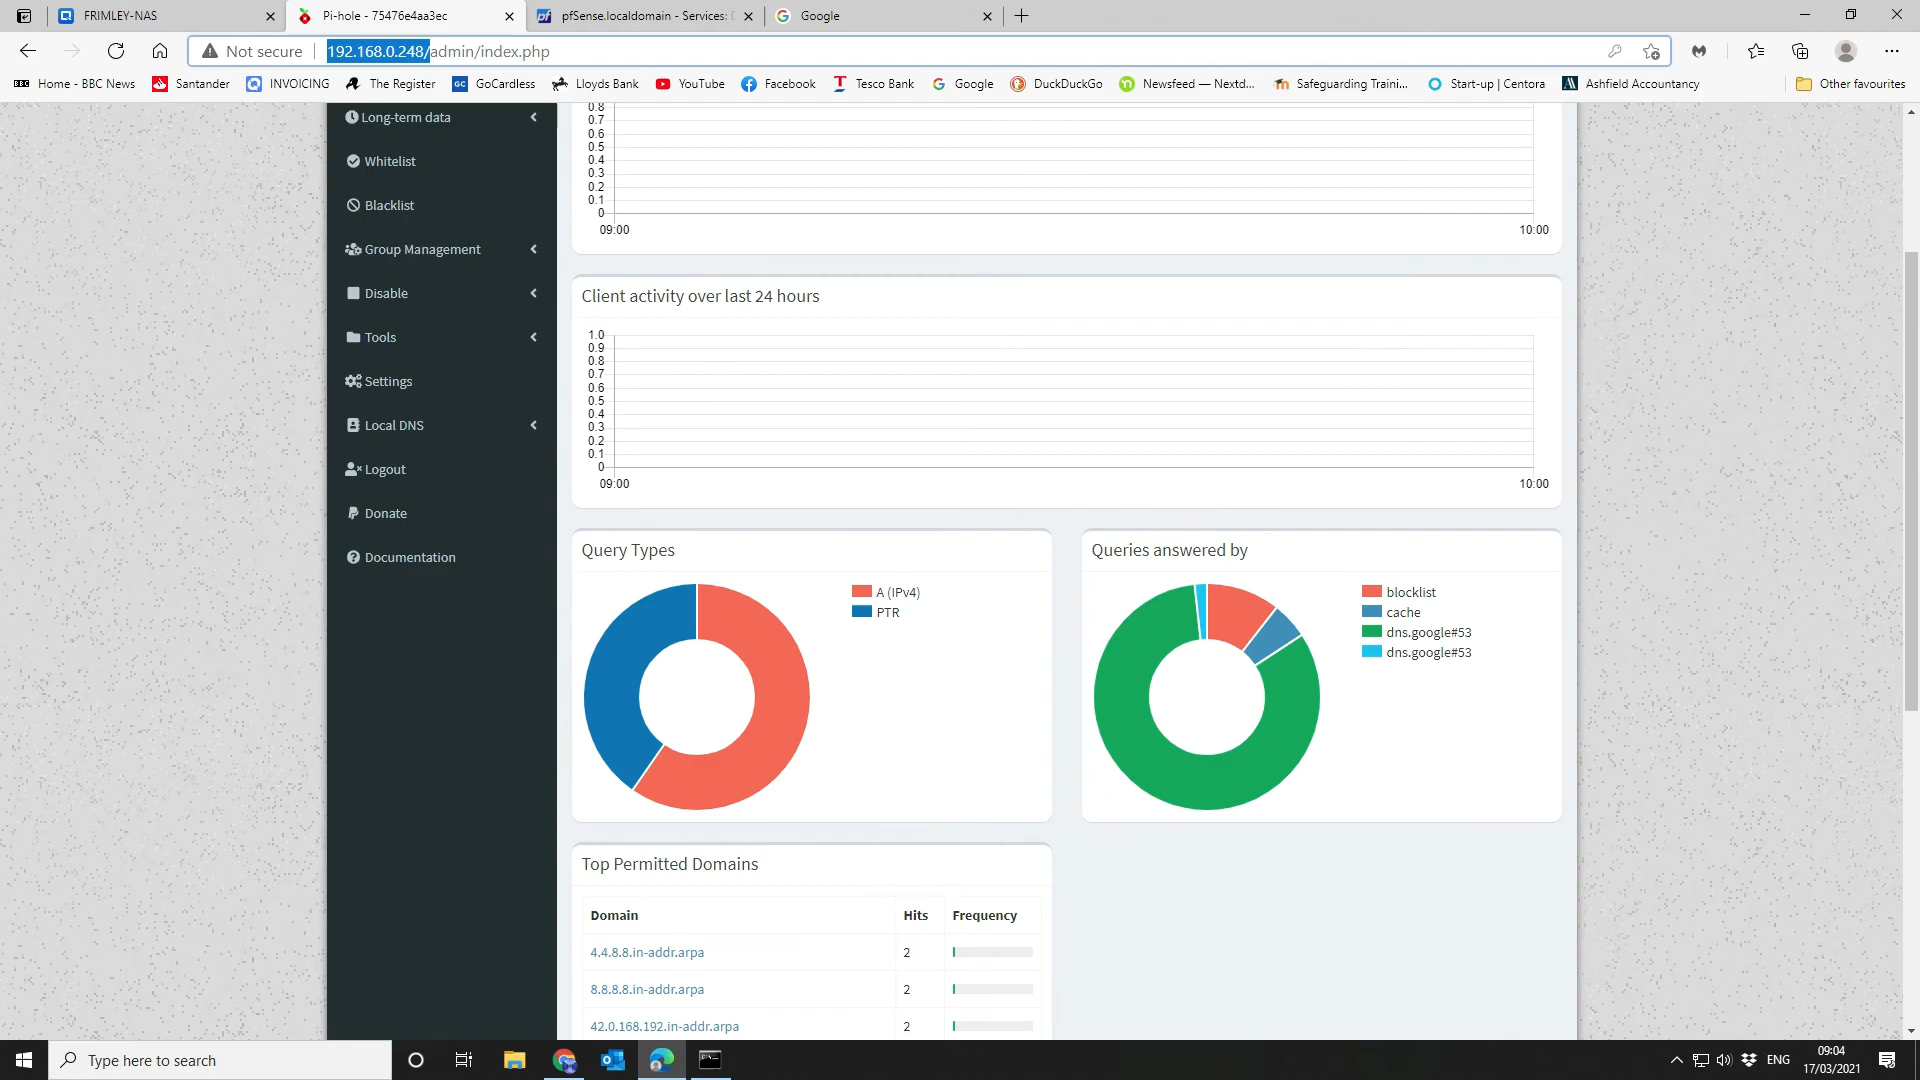 FRIMLEY-NAS
Pi-hole - 75476e4aa3ec
pfSense.localdomain - Services: D
Google
Not secure
192.168.0.248/admin/index.php
Home - BBC News
Santander
INVOICING
The Register
GC
GoCardless
Lloyds Bank
YouTube
Facebook
Tesco Bank
Google
DuckDuckGo
Newsfeed — Nextd...
Safeguarding Traini...
Start-up | Centora
Ashfield Accountancy
Other favourites
Long-term data
Whitelist
Blacklist
Group Management
Disable
Tools
Settings
Local DNS
Logout
Donate
Documentation
0.8
0.7
0.6
0.5
0.4
0.3
0.2
0.1
0
09:00
10:00
Client activity over last 24 hours
1.0
0.9
0.8
0.7
0.6
0.5
0.4
0.3
0.2
0.1
0
09:00
10:00
Query Types
A (IPv4)
PTR
Queries answered by
blocklist
cache
dns.google#53
dns.google#53
Top Permitted Domains
Domain Hits Frequency
4.4.8.8.in-addr.arpa 2
8.8.8.8.in-addr.arpa 2
42.0.168.192.in-addr.arpa 2
Type here to search
ENG
09:04
17/03/2021